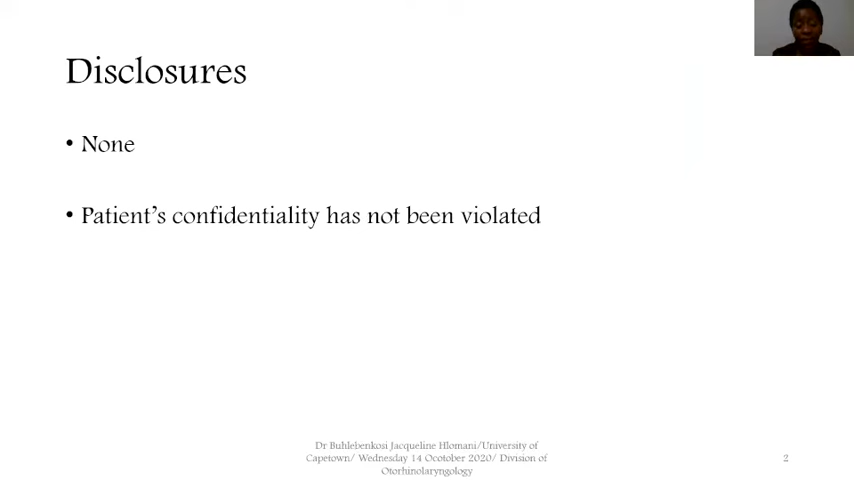 Disclosures
• None
• Patient's confidentiality has not been violated
Dr Buhlebenkosi Jacqueline Hlomani/University of
Capetown/ Wednesday 14 Ocotober 2020/ Division of
Otorhinolaryngology
2